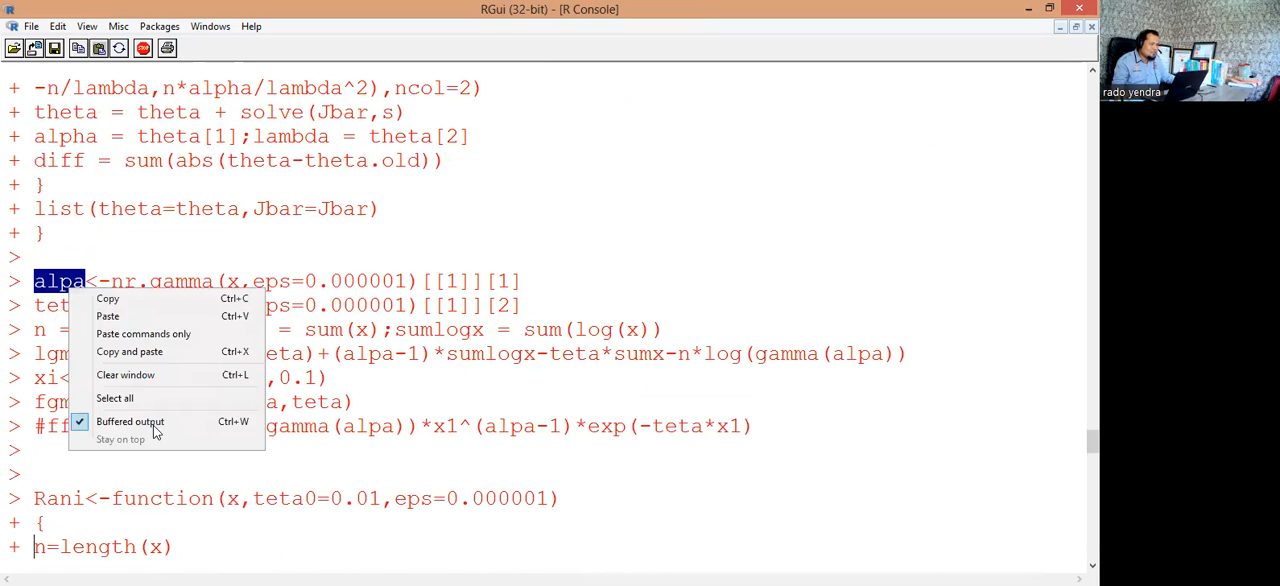 RGui (32-bit) - [R Console]
File Edit View Misc Packages Windows Help
STOP
rado yendra
+ -n/lambda,n*alpha/lambda^2),ncol=2)
+ theta = theta + solve(Jbar,s)
+ alpha = theta[1];lambda = theta[2]
+ diff = sum(abs(theta-theta.old))
+ }
+ list(theta=theta,Jbar=Jbar)
+ }
>
> alpa<-nr.gamma(x,eps=0.000001)[[1]][1]
> tet ps=0.000001)[[1]][2]
> n = = sum(x);sumlogx = sum(log(x))
> lgm eta)+(alpa-1)*sumlogx-teta*sumx-n*log(gamma(alpa))
> xi< ,0.1)
> fgm a,teta)
> #ff gamma(alpa))*x1^(alpa-1)*exp(-teta*x1)
>
>
> Rani<-function(x,teta0=0.01,eps=0.000001)
+ {
+ n=length(x)
Copy Ctrl+C
Paste Ctrl+V
Paste commands only
Copy and paste Ctrl+X
Clear window Ctrl+L
Select all
Buffered output Ctrl+W
Stay on top